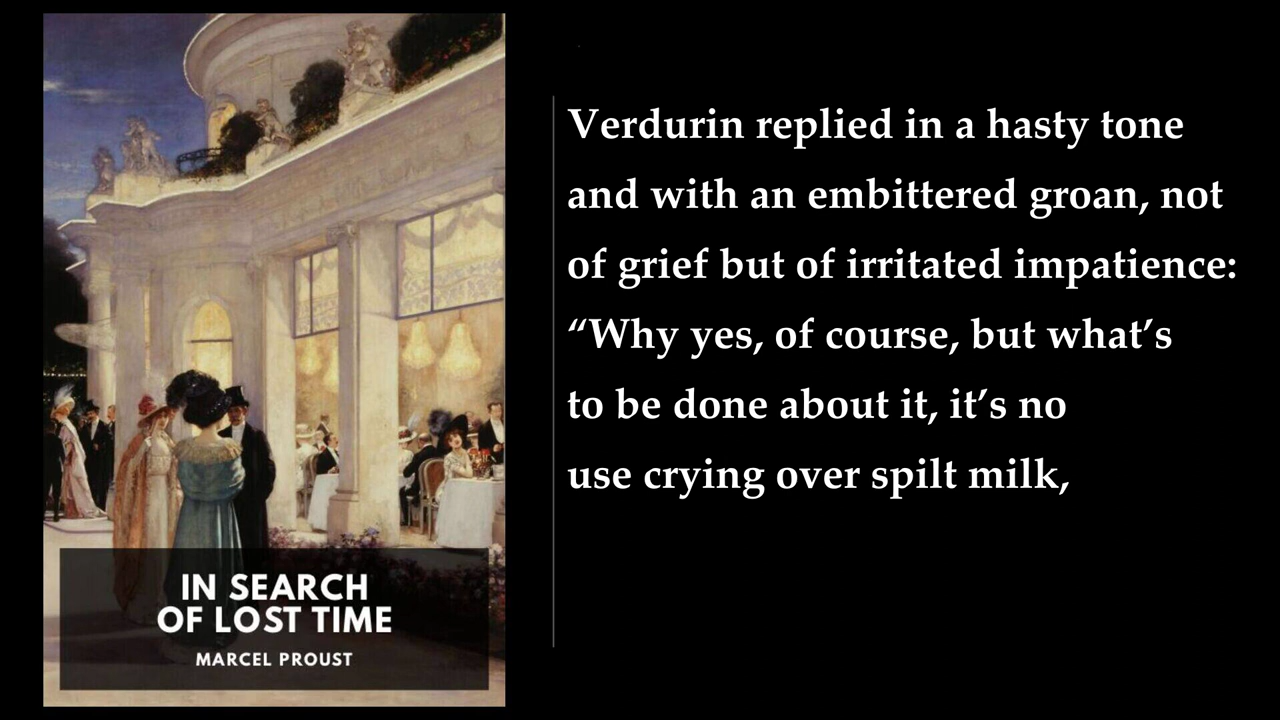 IN SEARCH
OF LOST TIME
MARCEL PROUST
Verdurin replied in a hasty tone
and with an embittered groan, not
of grief but of irritated impatience:
“Why yes, of course, but what’s
to be done about it, it’s no
use crying over spilt milk,